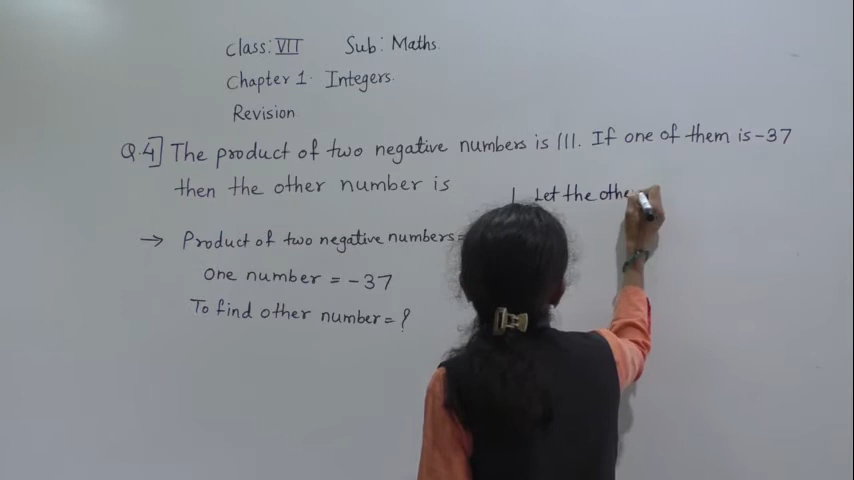 Class: VII Sub: Maths.
Chapter 1. Integers.
Revision
Q.4] The product of two negative numbers is 111. If one of them is -37
then the other number is
→ Product of two negative numbers=
One number = -37
To find other number = ?
Let the othe